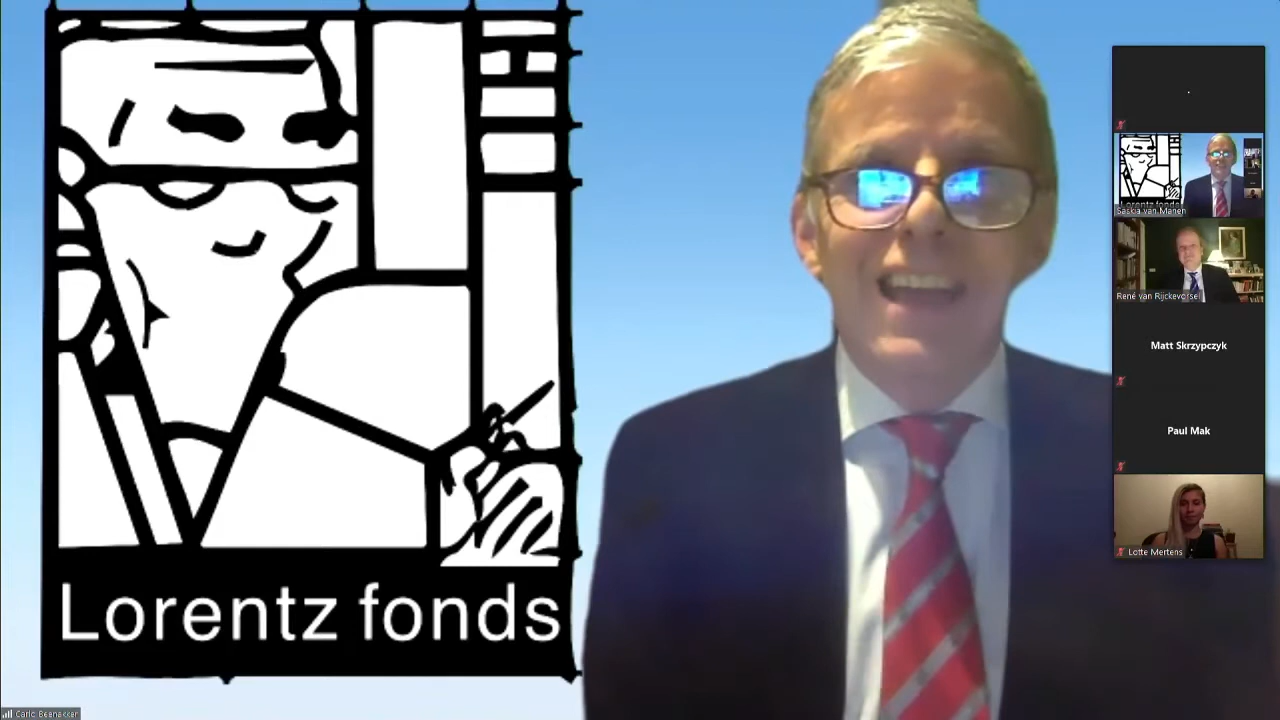 Lorentz fonds
Carlo Beenakker
Saskia van Manen
René van Rijckevorsel
Matt Skrzypczyk
Paul Mak
Lotte Mertens